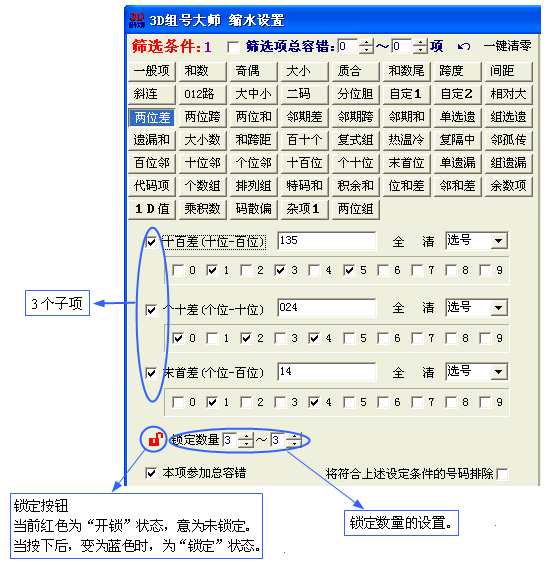 3D组号大师 缩水设置
筛选条件:1 筛选项总容错:0 ～0 项 一键清零
一般项 和数 奇偶 大小 质合 和数尾 跨度 间距
斜连 012路 大中小 二码 分位胆 自定1 自定2 相对大
两位差 两位跨 两位和 邻期差 邻期跨 邻期和 单选遗 组选遗
遗漏和 大小数 和跨距 百十个 复式组 热温冷 复隔中 邻孤传
百位邻 十位邻 个位邻 十百位 个十位 末首位 单遗漏 组遗漏
代码项 个数组 排列组 特码和 积余和 位和差 邻和差 余数项
1D值 乘积数 码数偏 杂项1 两位组
十百差(十位-百位) 135 全 清 选号
0 1 2 3 4 5 6 7 8 9
3个子项
个十差(个位-十位) 024 全 清 选号
0 1 2 3 4 5 6 7 8 9
末首差(个位-百位) 14 全 清 选号
0 1 2 3 4 5 6 7 8 9
锁定数量 3 ～ 3
本项参加总容错 将符合上述设定条件的号码排除
锁定按钮
当前红色为“开锁”状态，意为未锁定。
当按下后，变为蓝色时，为“锁定”状态。
锁定数量的设置。